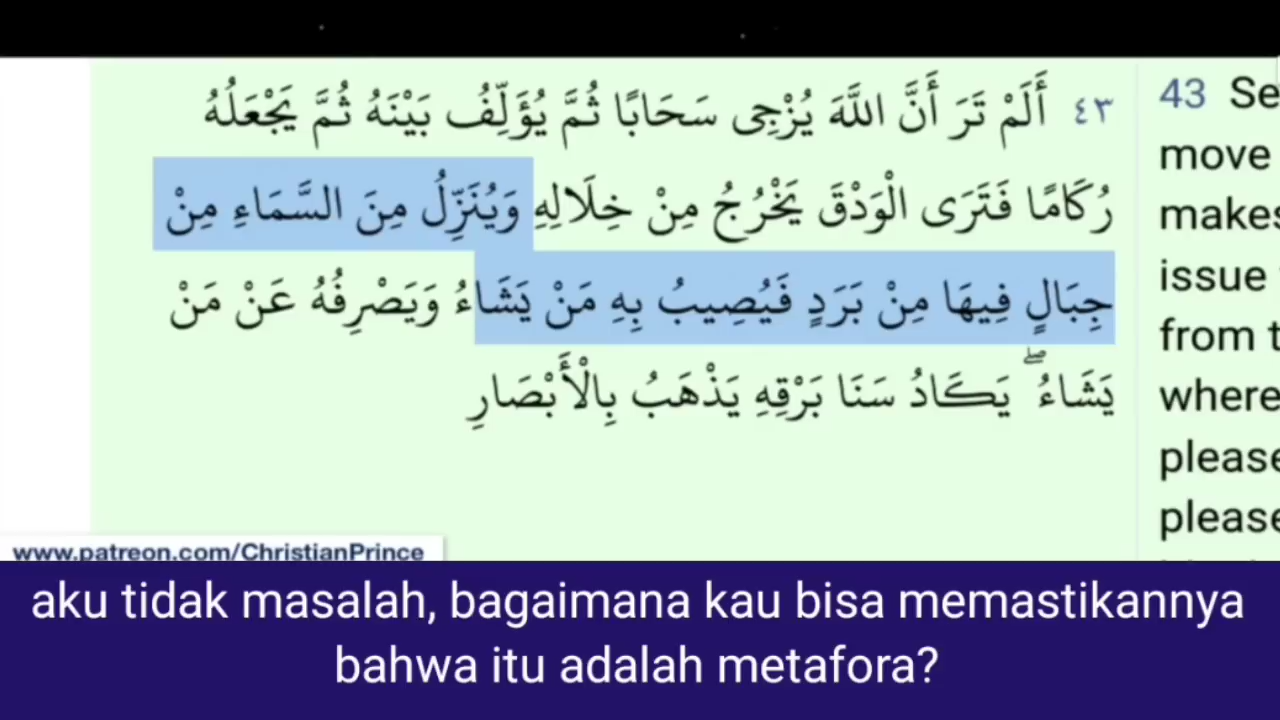 ٤٣ أَلَمْ تَرَ أَنَّ اللَّهَ يُزْجِى سَحَابًا ثُمَّ يُؤَلِّفُ بَيْنَهُ ثُمَّ يَجْعَلُهُ
رُكَامًا فَتَرَى الْوَدْقَ يَخْرُجُ مِنْ خِلَالِهِ وَيُنَزِّلُ مِنَ السَّمَاءِ مِنْ
جِبَالٍ فِيهَا مِنْ بَرَدٍ فَيُصِيبُ بِهِ مَنْ يَشَاءُ وَيَصْرِفُهُ عَنْ مَنْ
يَشَاءُ ۖ يَكَادُ سَنَا بَرْقِهِ يَذْهَبُ بِالْأَبْصَارِ
43 Se
move
makes
issue
from t
where
please
please
www.patreon.com/ChristianPrince
aku tidak masalah, bagaimana kau bisa memastikannya
bahwa itu adalah metafora?